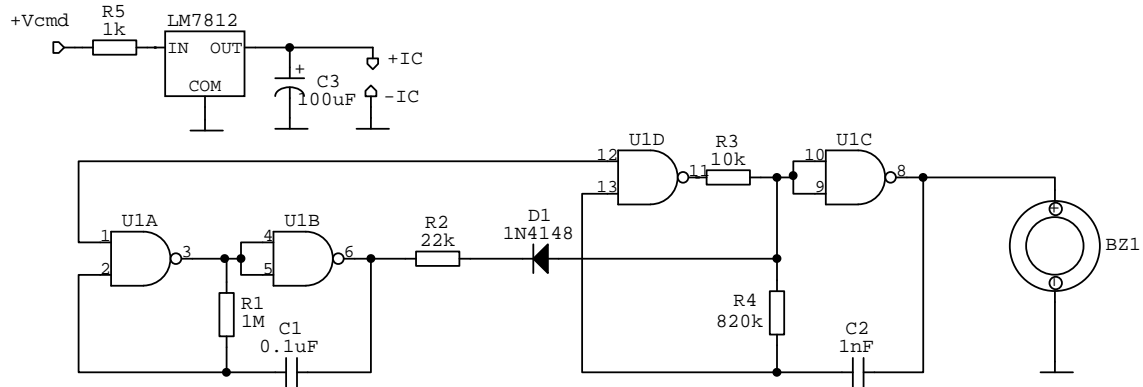 +Vcmd
R5
1k
LM7812
IN OUT
COM
+
C3
100uF
+IC
-IC
U1D
12
13
11
R3
10k
U1C
10
9
8
U1A
1
2
3
U1B
4
5
6
R2
22k
D1
1N4148
R1
1M
C1
0.1uF
R4
820k
C2
1nF
+
BZ1
-